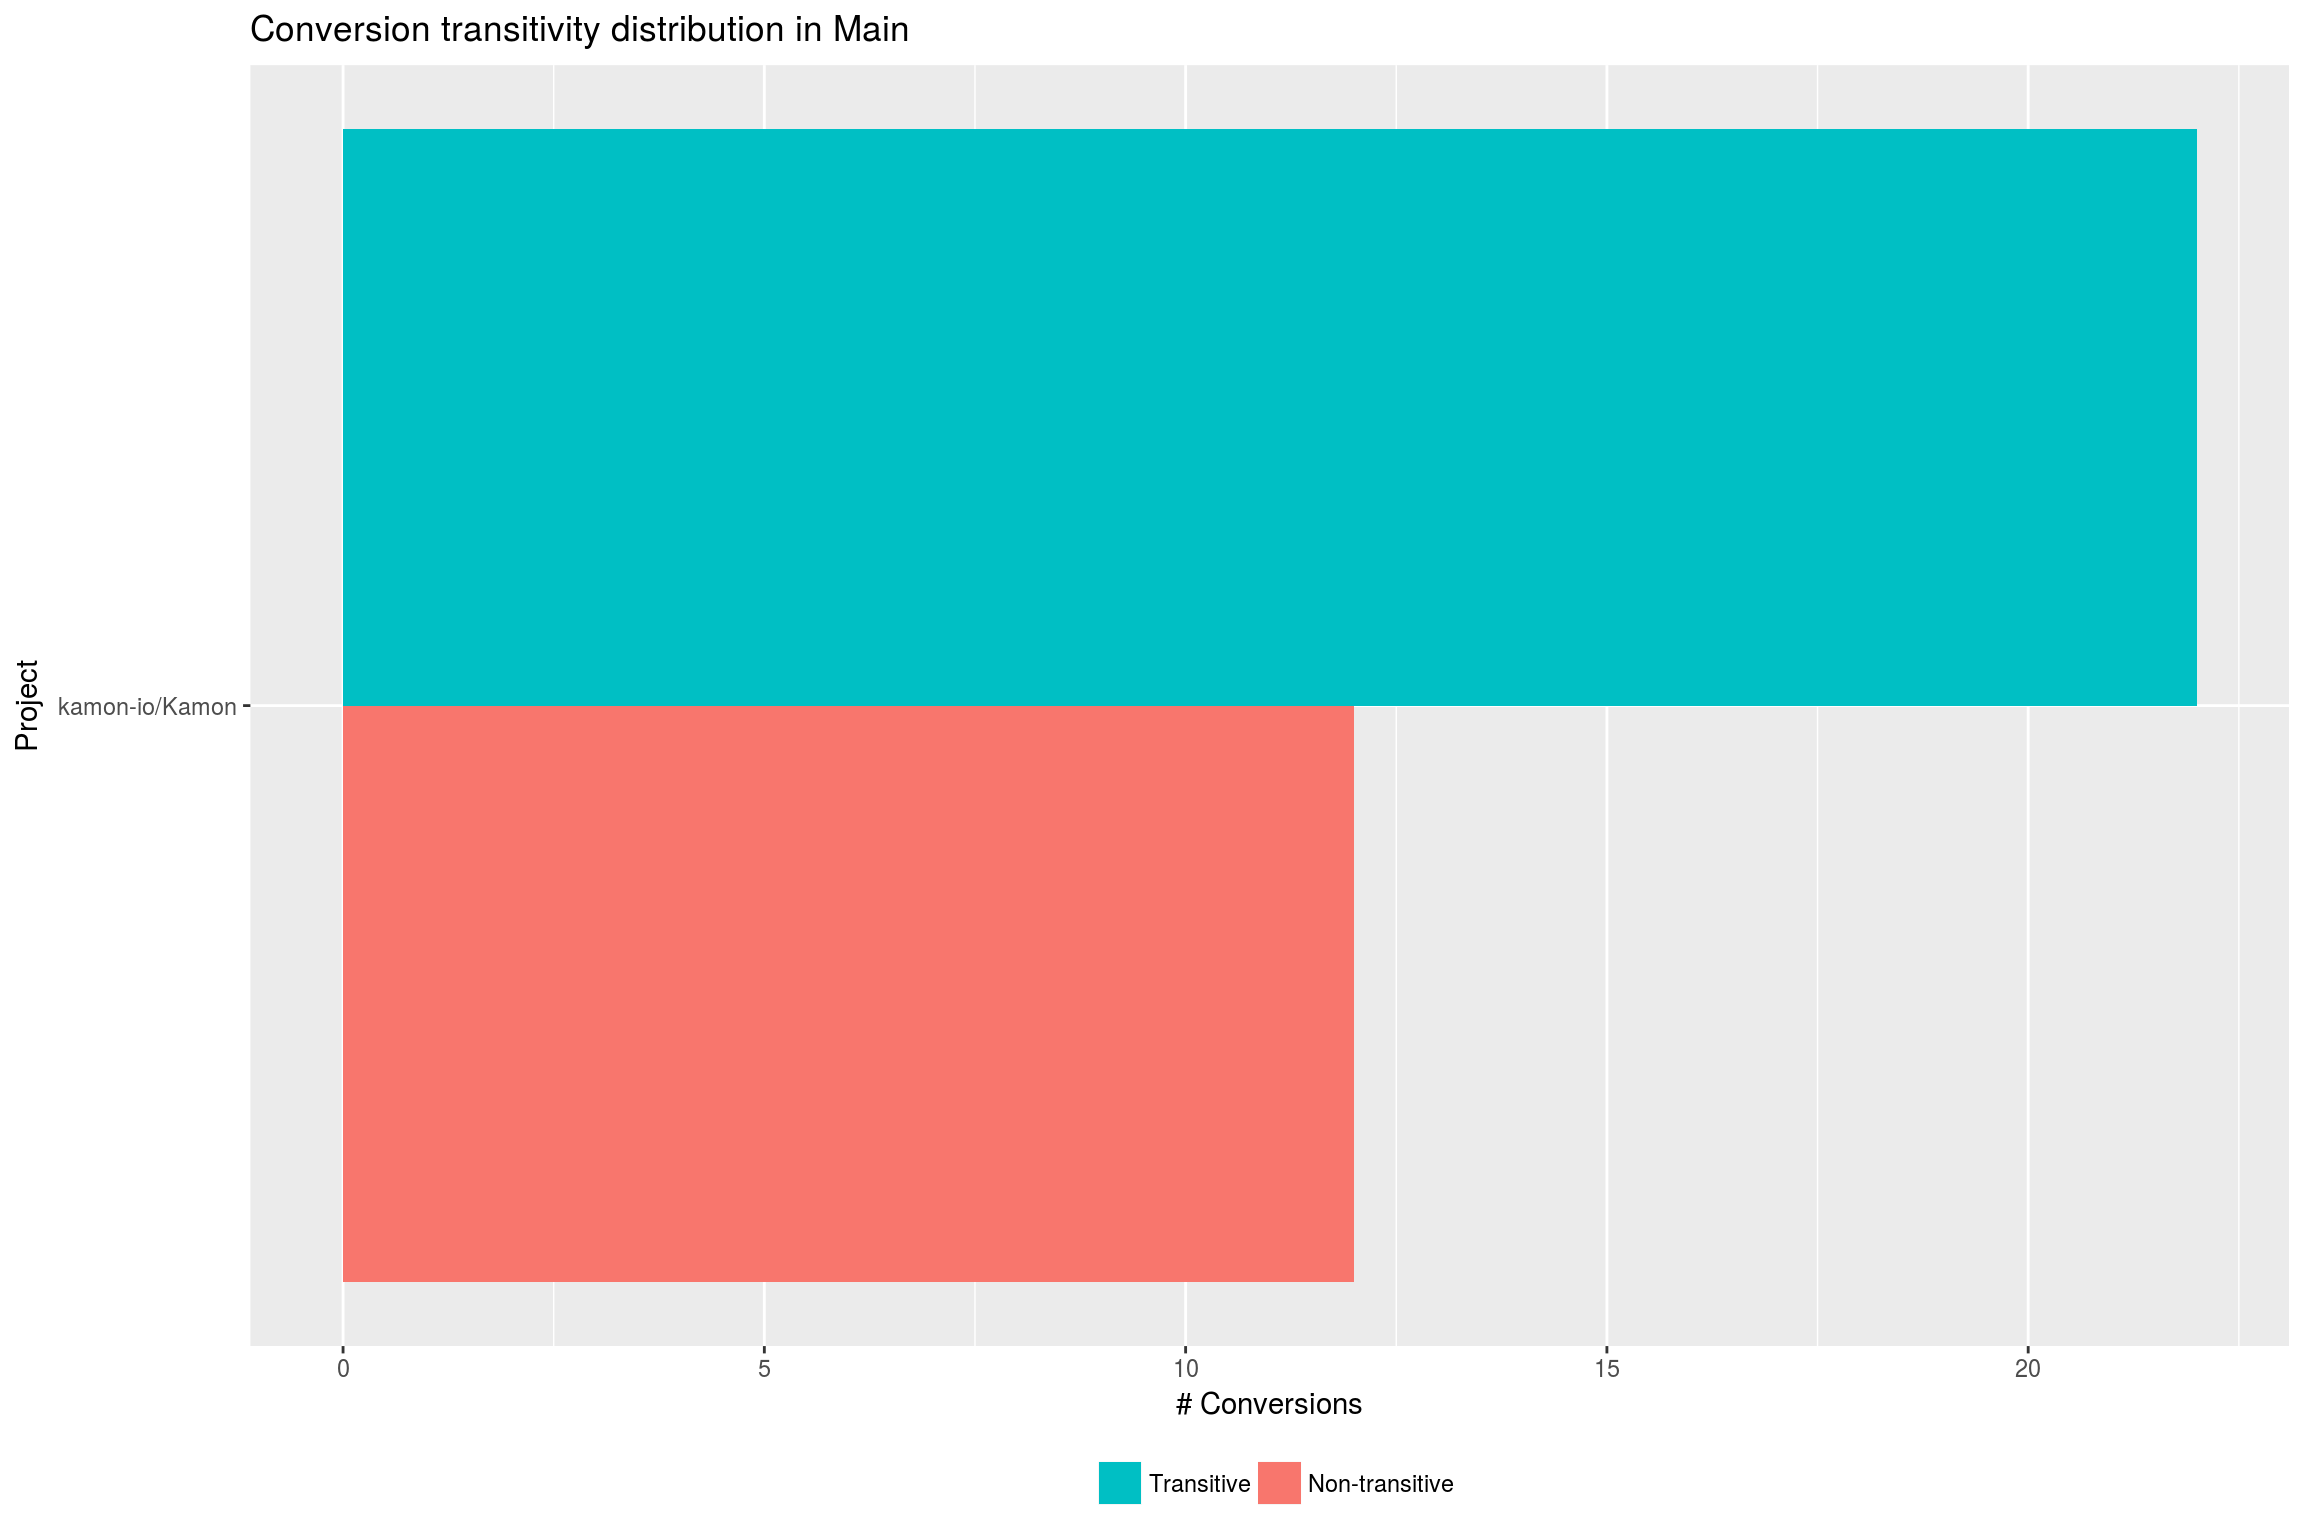 Conversion transitivity distribution in Main
Project
kamon-io/Kamon
0 5 10 15 20
# Conversions
Transitive Non-transitive